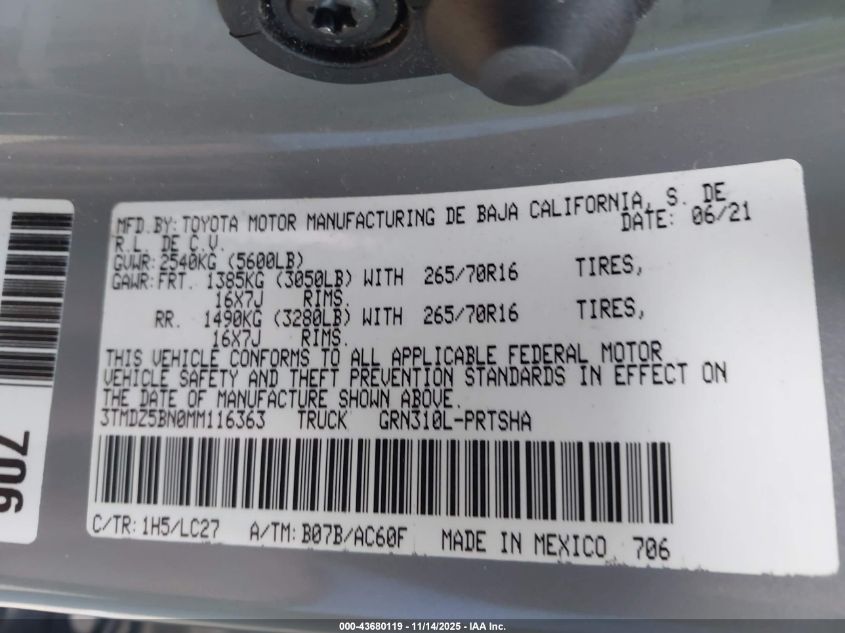 MFD.BY: TOYOTA MOTOR MANUFACTURING DE BAJA CALIFORNIA, S. DE
R.L. DE C.V. DATE: 06/21
GVWR: 2540KG (5600LB)
GAWR: FRT. 1385KG (3050LB) WITH 265/70R16 TIRES,
16X7J RIMS.
RR. 1490KG (3280LB) WITH 265/70R16 TIRES,
16X7J RIMS.
THIS VEHICLE CONFORMS TO ALL APPLICABLE FEDERAL MOTOR
VEHICLE SAFETY AND THEFT PREVENTION STANDARDS IN EFFECT ON
THE DATE OF MANUFACTURE SHOWN ABOVE.
3TMDZ5BN0MM116363 TRUCK GRN310L-PRTSHA
C/TR: 1H5/LC27 A/TM: B07B/AC60F MADE IN MEXICO 706
706
000-43680119 - 11/14/2025 - IAA Inc.